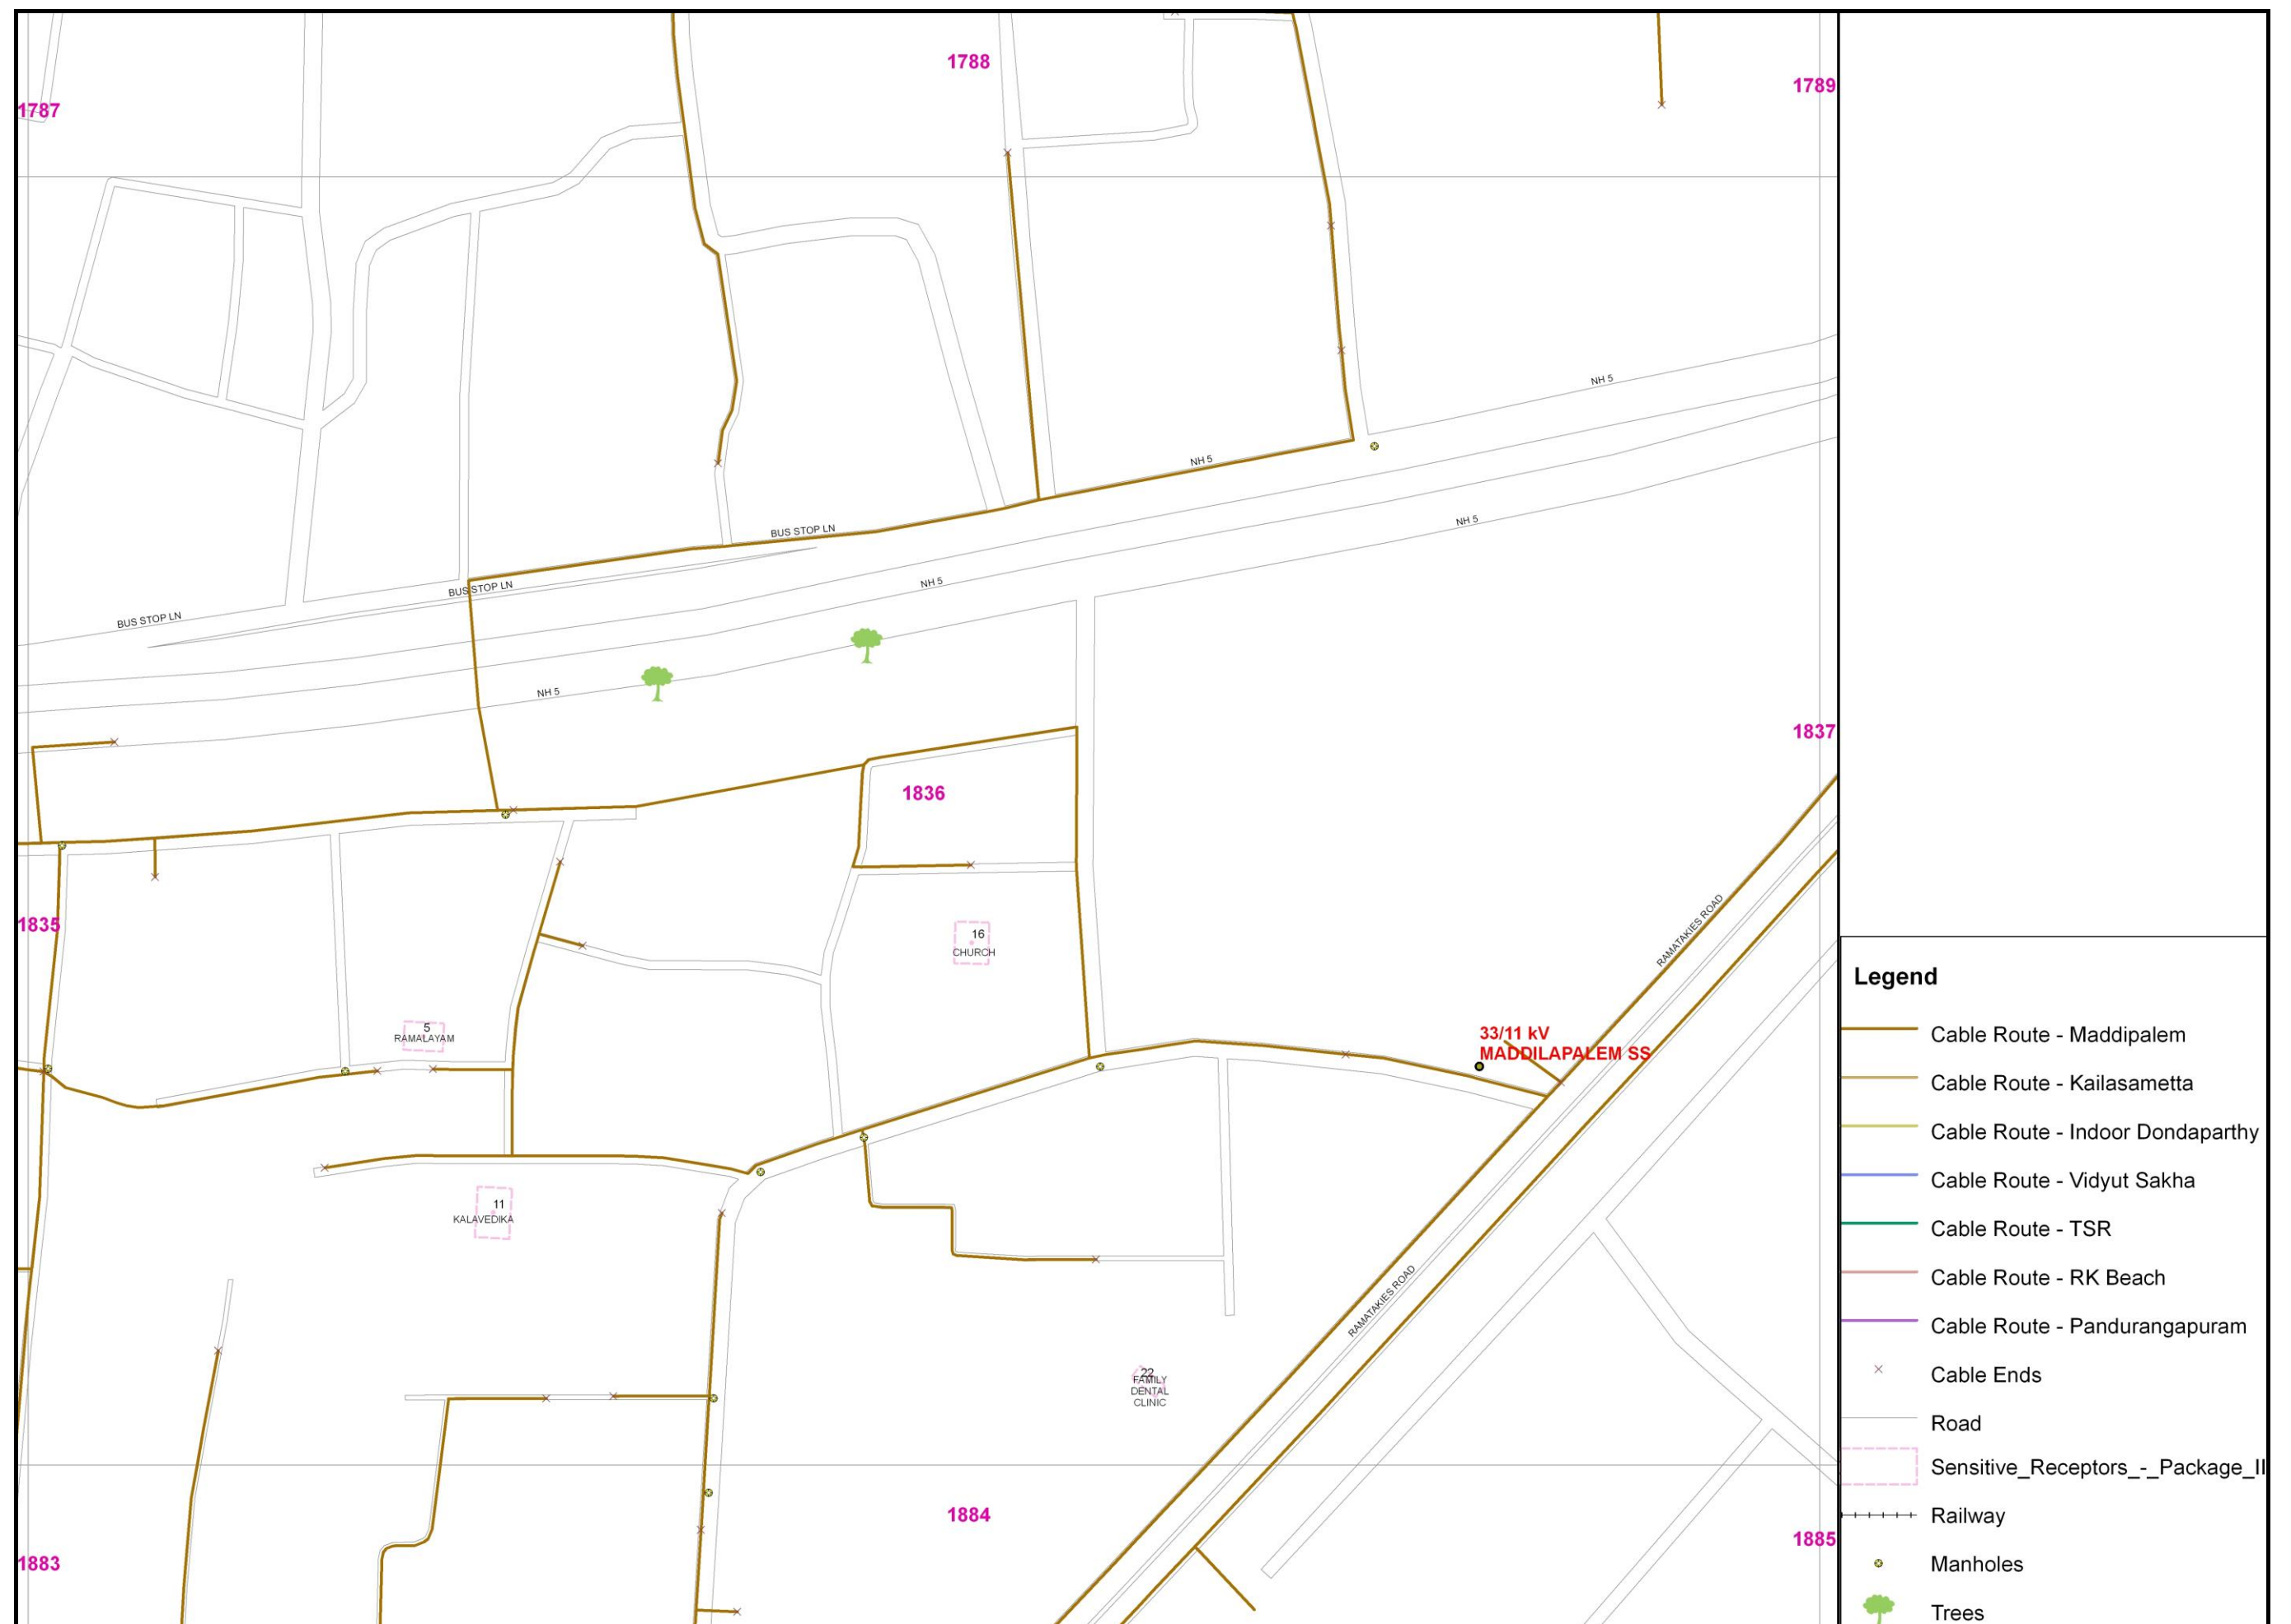 1788
1789
1787
NH 5
NH 5
NH 5
BUS STOP LN
NH 5
BUS STOP LN
BUS STOP LN
NH 5
1837
1836
RAMATAKIES ROAD
1835
16
CHURCH
5
RAMALAYAM
33/11 kV
MADDILAPALEM SS
11
KALAVEDIKA
RAMATAKIES ROAD
22
FAMILY
DENTAL
CLINIC
1884
1885
1883
Legend
Cable Route - Maddipalem
Cable Route - Kailasametta
Cable Route - Indoor Dondaparthy
Cable Route - Vidyut Sakha
Cable Route - TSR
Cable Route - RK Beach
Cable Route - Pandurangapuram
Cable Ends
Road
Sensitive_Receptors_-_Package_II
Railway
Manholes
Trees